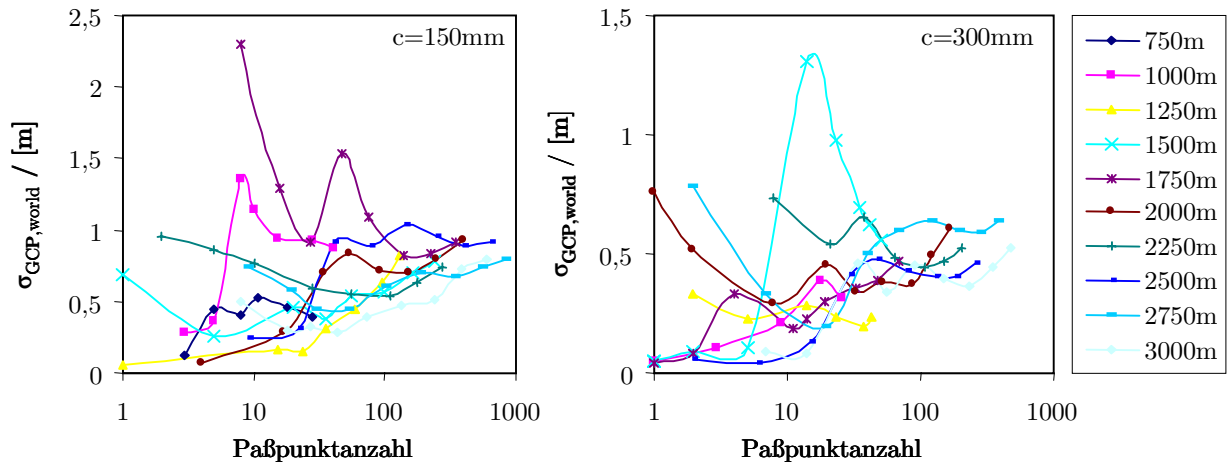 c=150mm
σGCP,world / [m]
2,5
2
1,5
1
0,5
0
1 10 100 1000
Paßpunktanzahl
c=300mm
σGCP,world / [m]
1,5
1
0,5
0
1 10 100 1000
Paßpunktanzahl
750m
1000m
1250m
1500m
1750m
2000m
2250m
2500m
2750m
3000m